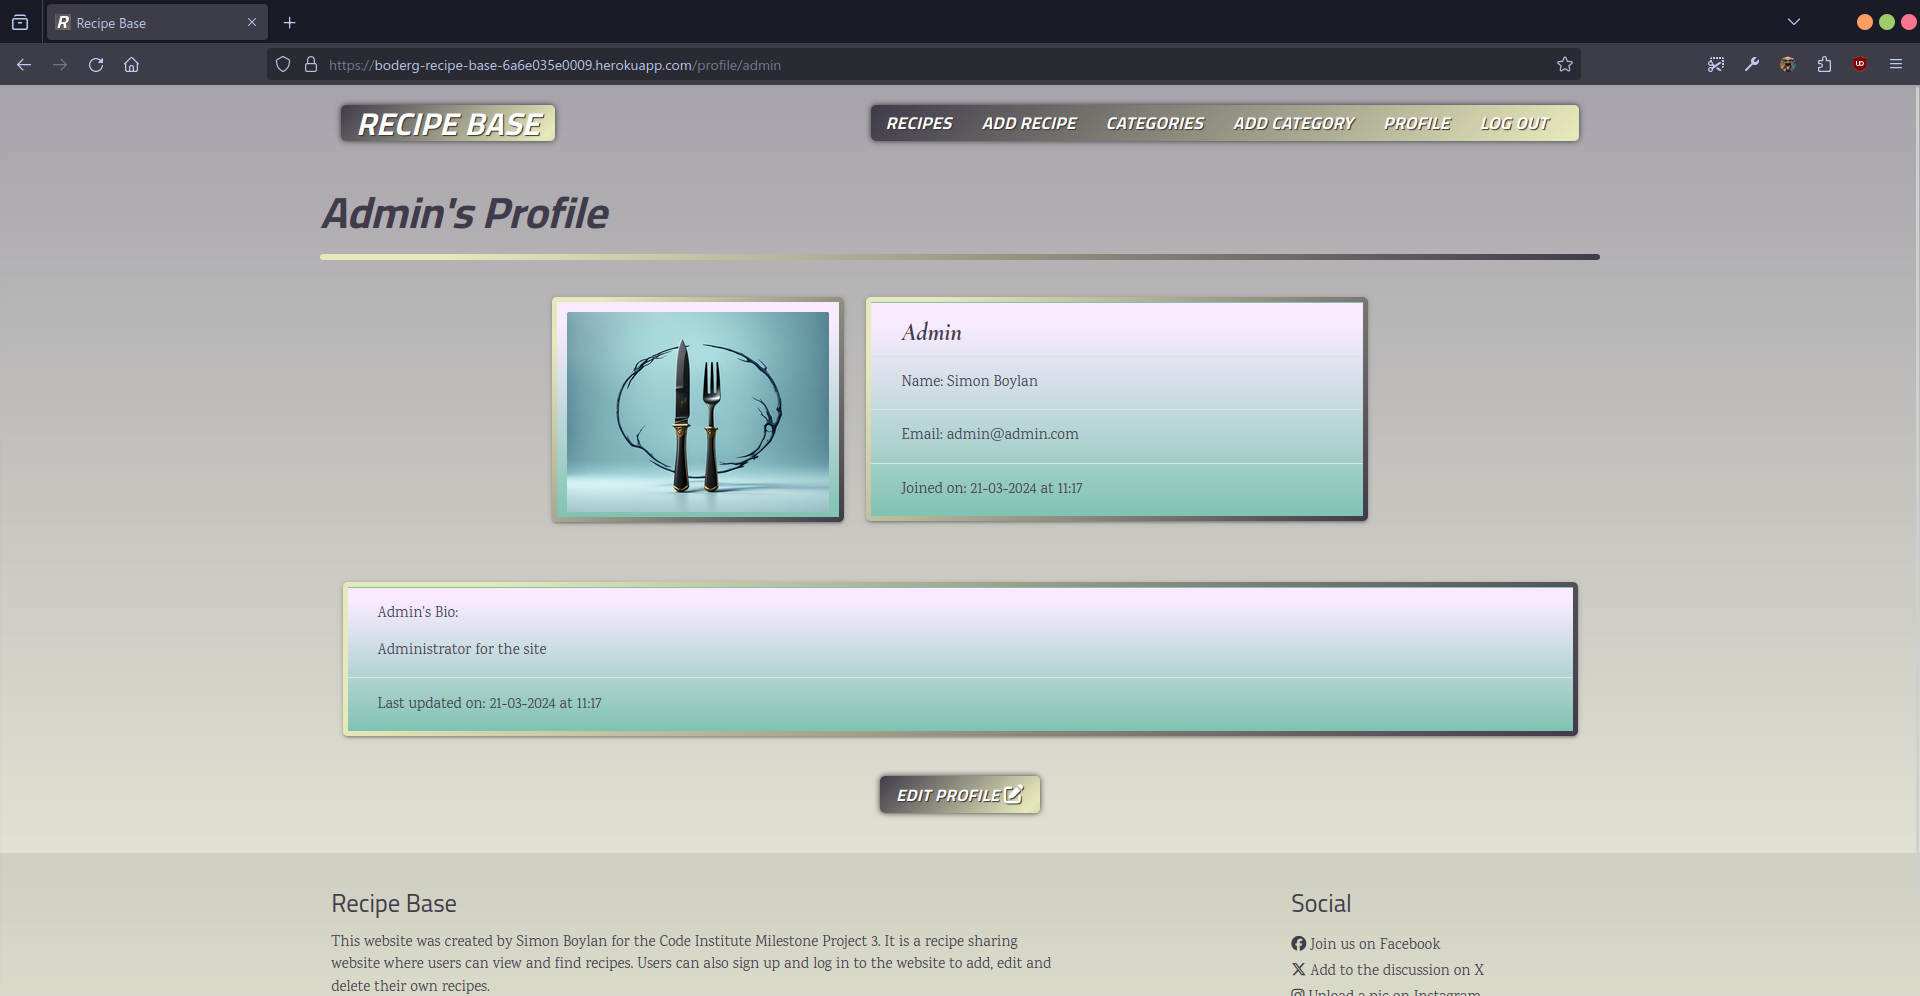 Recipe Base
https://boderg-recipe-base-6a6e035e0009.herokuapp.com/profile/admin
RECIPE BASE
RECIPES ADD RECIPE CATEGORIES ADD CATEGORY PROFILE LOG OUT
Admin's Profile
Admin
Name: Simon Boylan
Email: admin@admin.com
Joined on: 21-03-2024 at 11:17
Admin's Bio:
Administrator for the site
Last updated on: 21-03-2024 at 11:17
EDIT PROFILE
Recipe Base
This website was created by Simon Boylan for the Code Institute Milestone Project 3. It is a recipe sharing
website where users can view and find recipes. Users can also sign up and log in to the website to add, edit and
delete their own recipes.
Social
Join us on Facebook
Add to the discussion on X
Upload a pic on Instagram